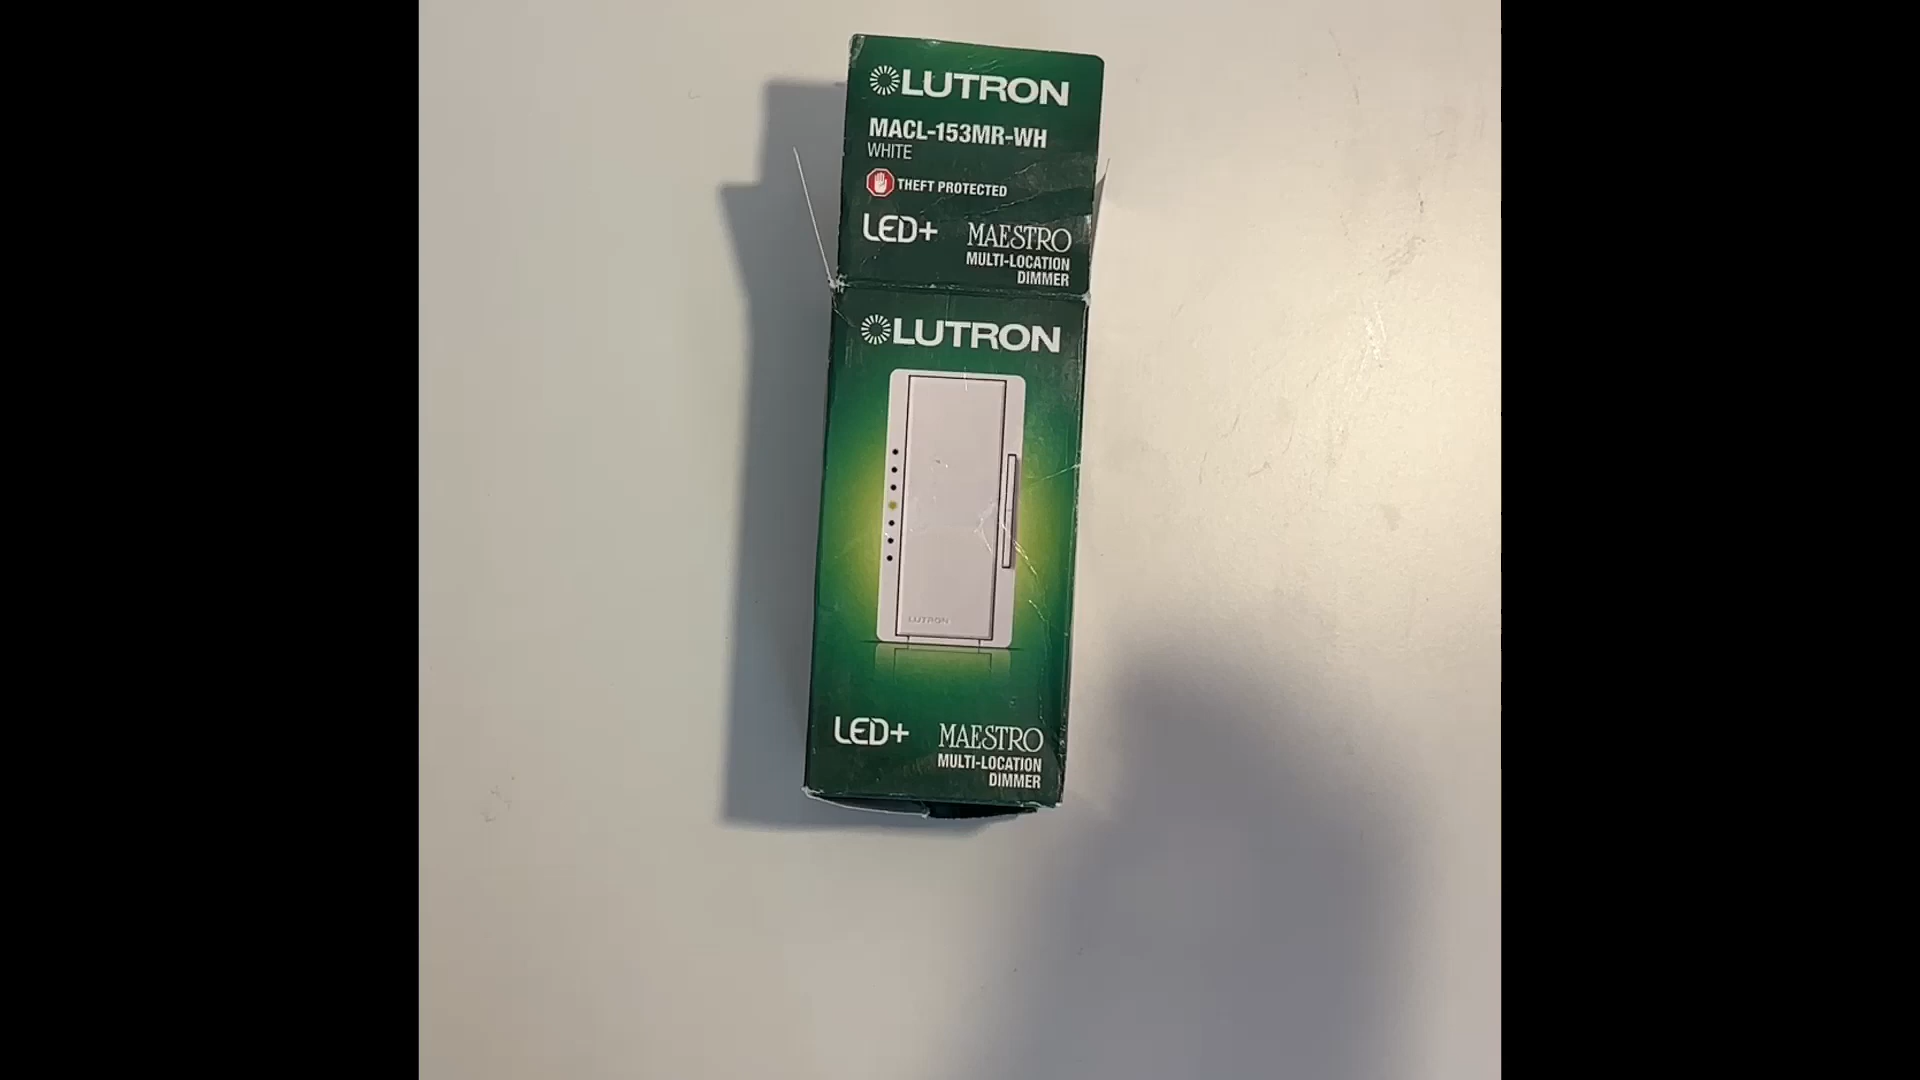 LUTRON
MACL-153MR-WH
WHITE
THEFT PROTECTED
LED+ MAESTRO
MULTI-LOCATION
DIMMER
LUTRON
LUTRON
LED+ MAESTRO
MULTI-LOCATION
DIMMER